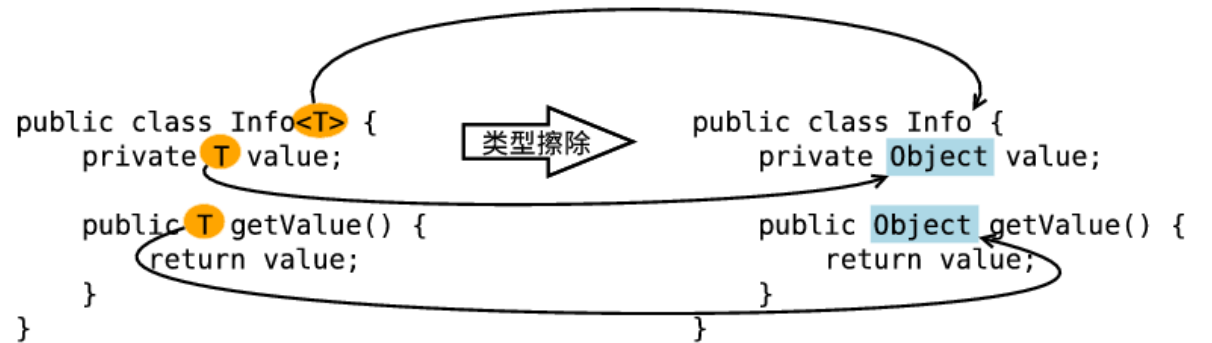 public class Info<T> {
    private T value;

    public T getValue() {
        return value;
    }
}
类型擦除
public class Info {
    private Object value;

    public Object getValue() {
        return value;
    }
}